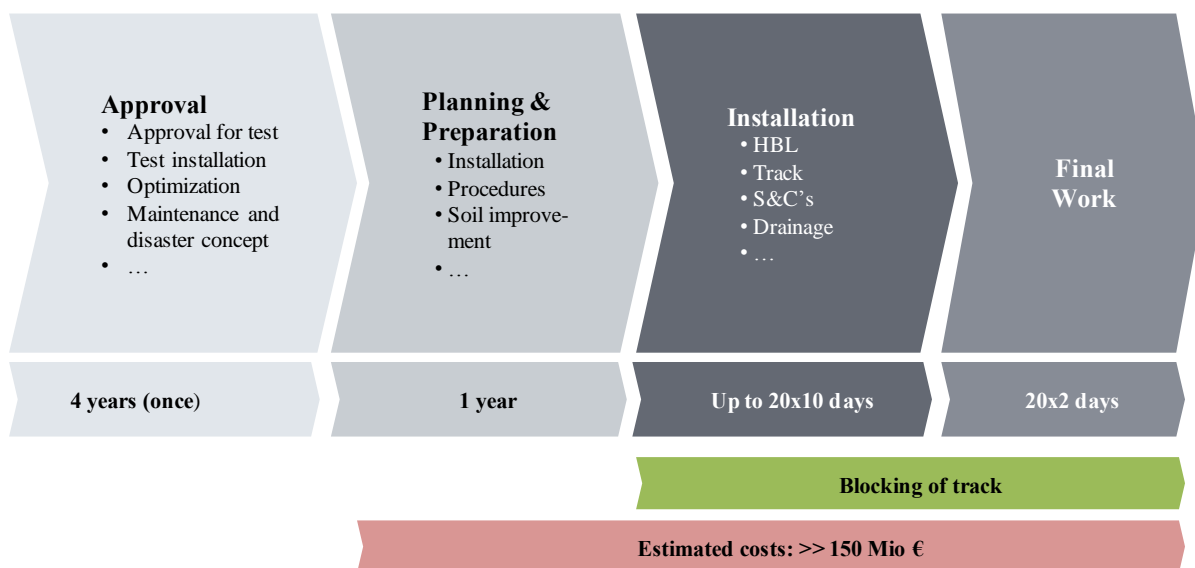 Approval
• Approval for test
• Test installation
• Optimization
• Maintenance and
disaster concept
• …
Planning &
Preparation
• Installation
• Procedures
• Soil improve-
ment
• …
Installation
• HBL
• Track
• S&C’s
• Drainage
• …
Final
Work
4 years (once)
1 year
Up to 20x10 days
20x2 days
Blocking of track
Estimated costs: >> 150 Mio €